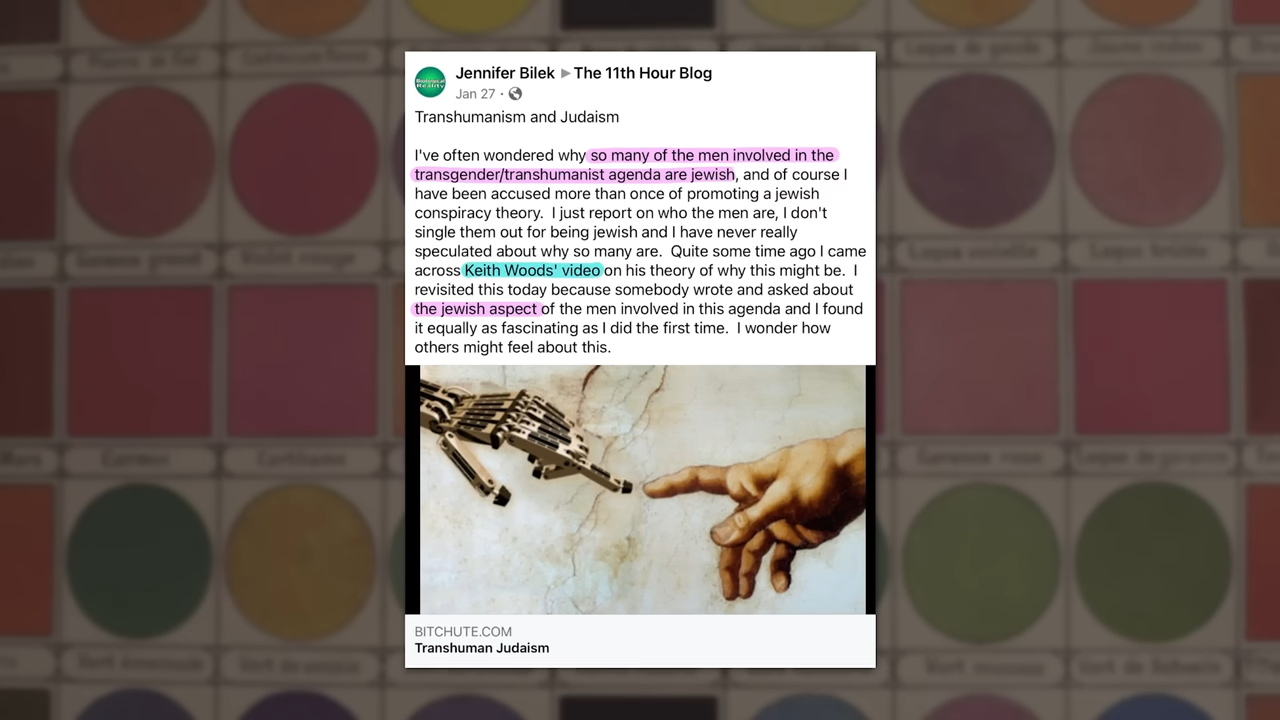 Jennifer Bilek ▶ The 11th Hour Blog
Jan 27 ·
Transhumanism and Judaism
I've often wondered why so many of the men involved in the
transgender/transhumanist agenda are jewish, and of course I
have been accused more than once of promoting a jewish
conspiracy theory.  I just report on who the men are, I don't
single them out for being jewish and I have never really
speculated about why so many are.  Quite some time ago I came
across Keith Woods' video on his theory of why this might be.  I
revisited this today because somebody wrote and asked about
the jewish aspect of the men involved in this agenda and I found
it equally as fascinating as I did the first time.  I wonder how
others might feel about this.
BITCHUTE.COM
Transhuman Judaism